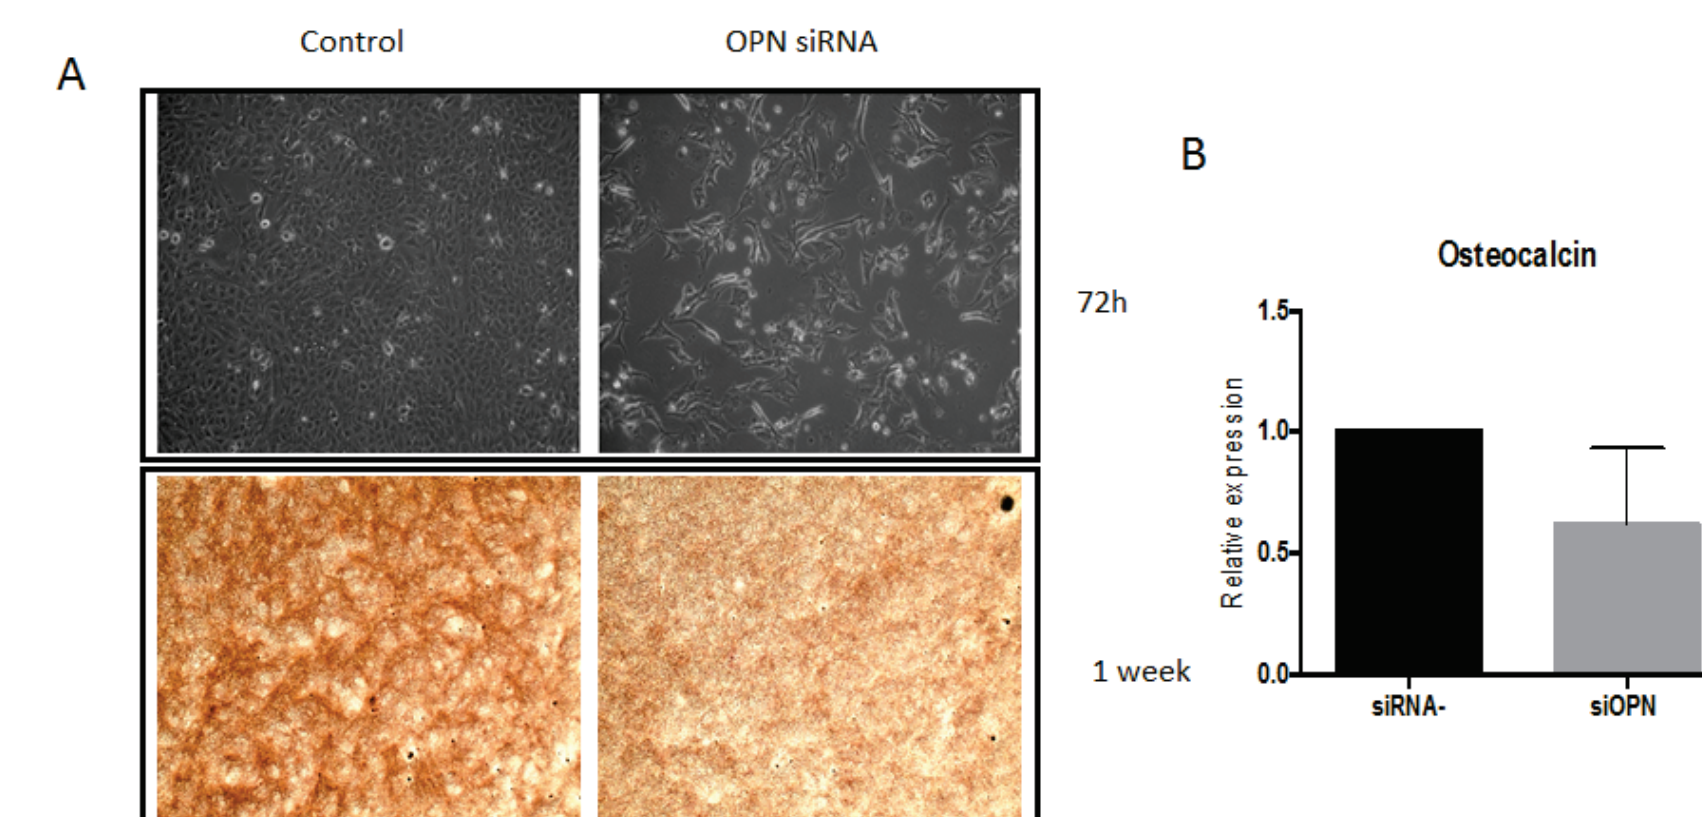 Control
OPN siRNA
A
B
72h
1 week
Osteocalcin
Relative expression
1.5
1.0
0.5
0.0
siRNA-
siOPN